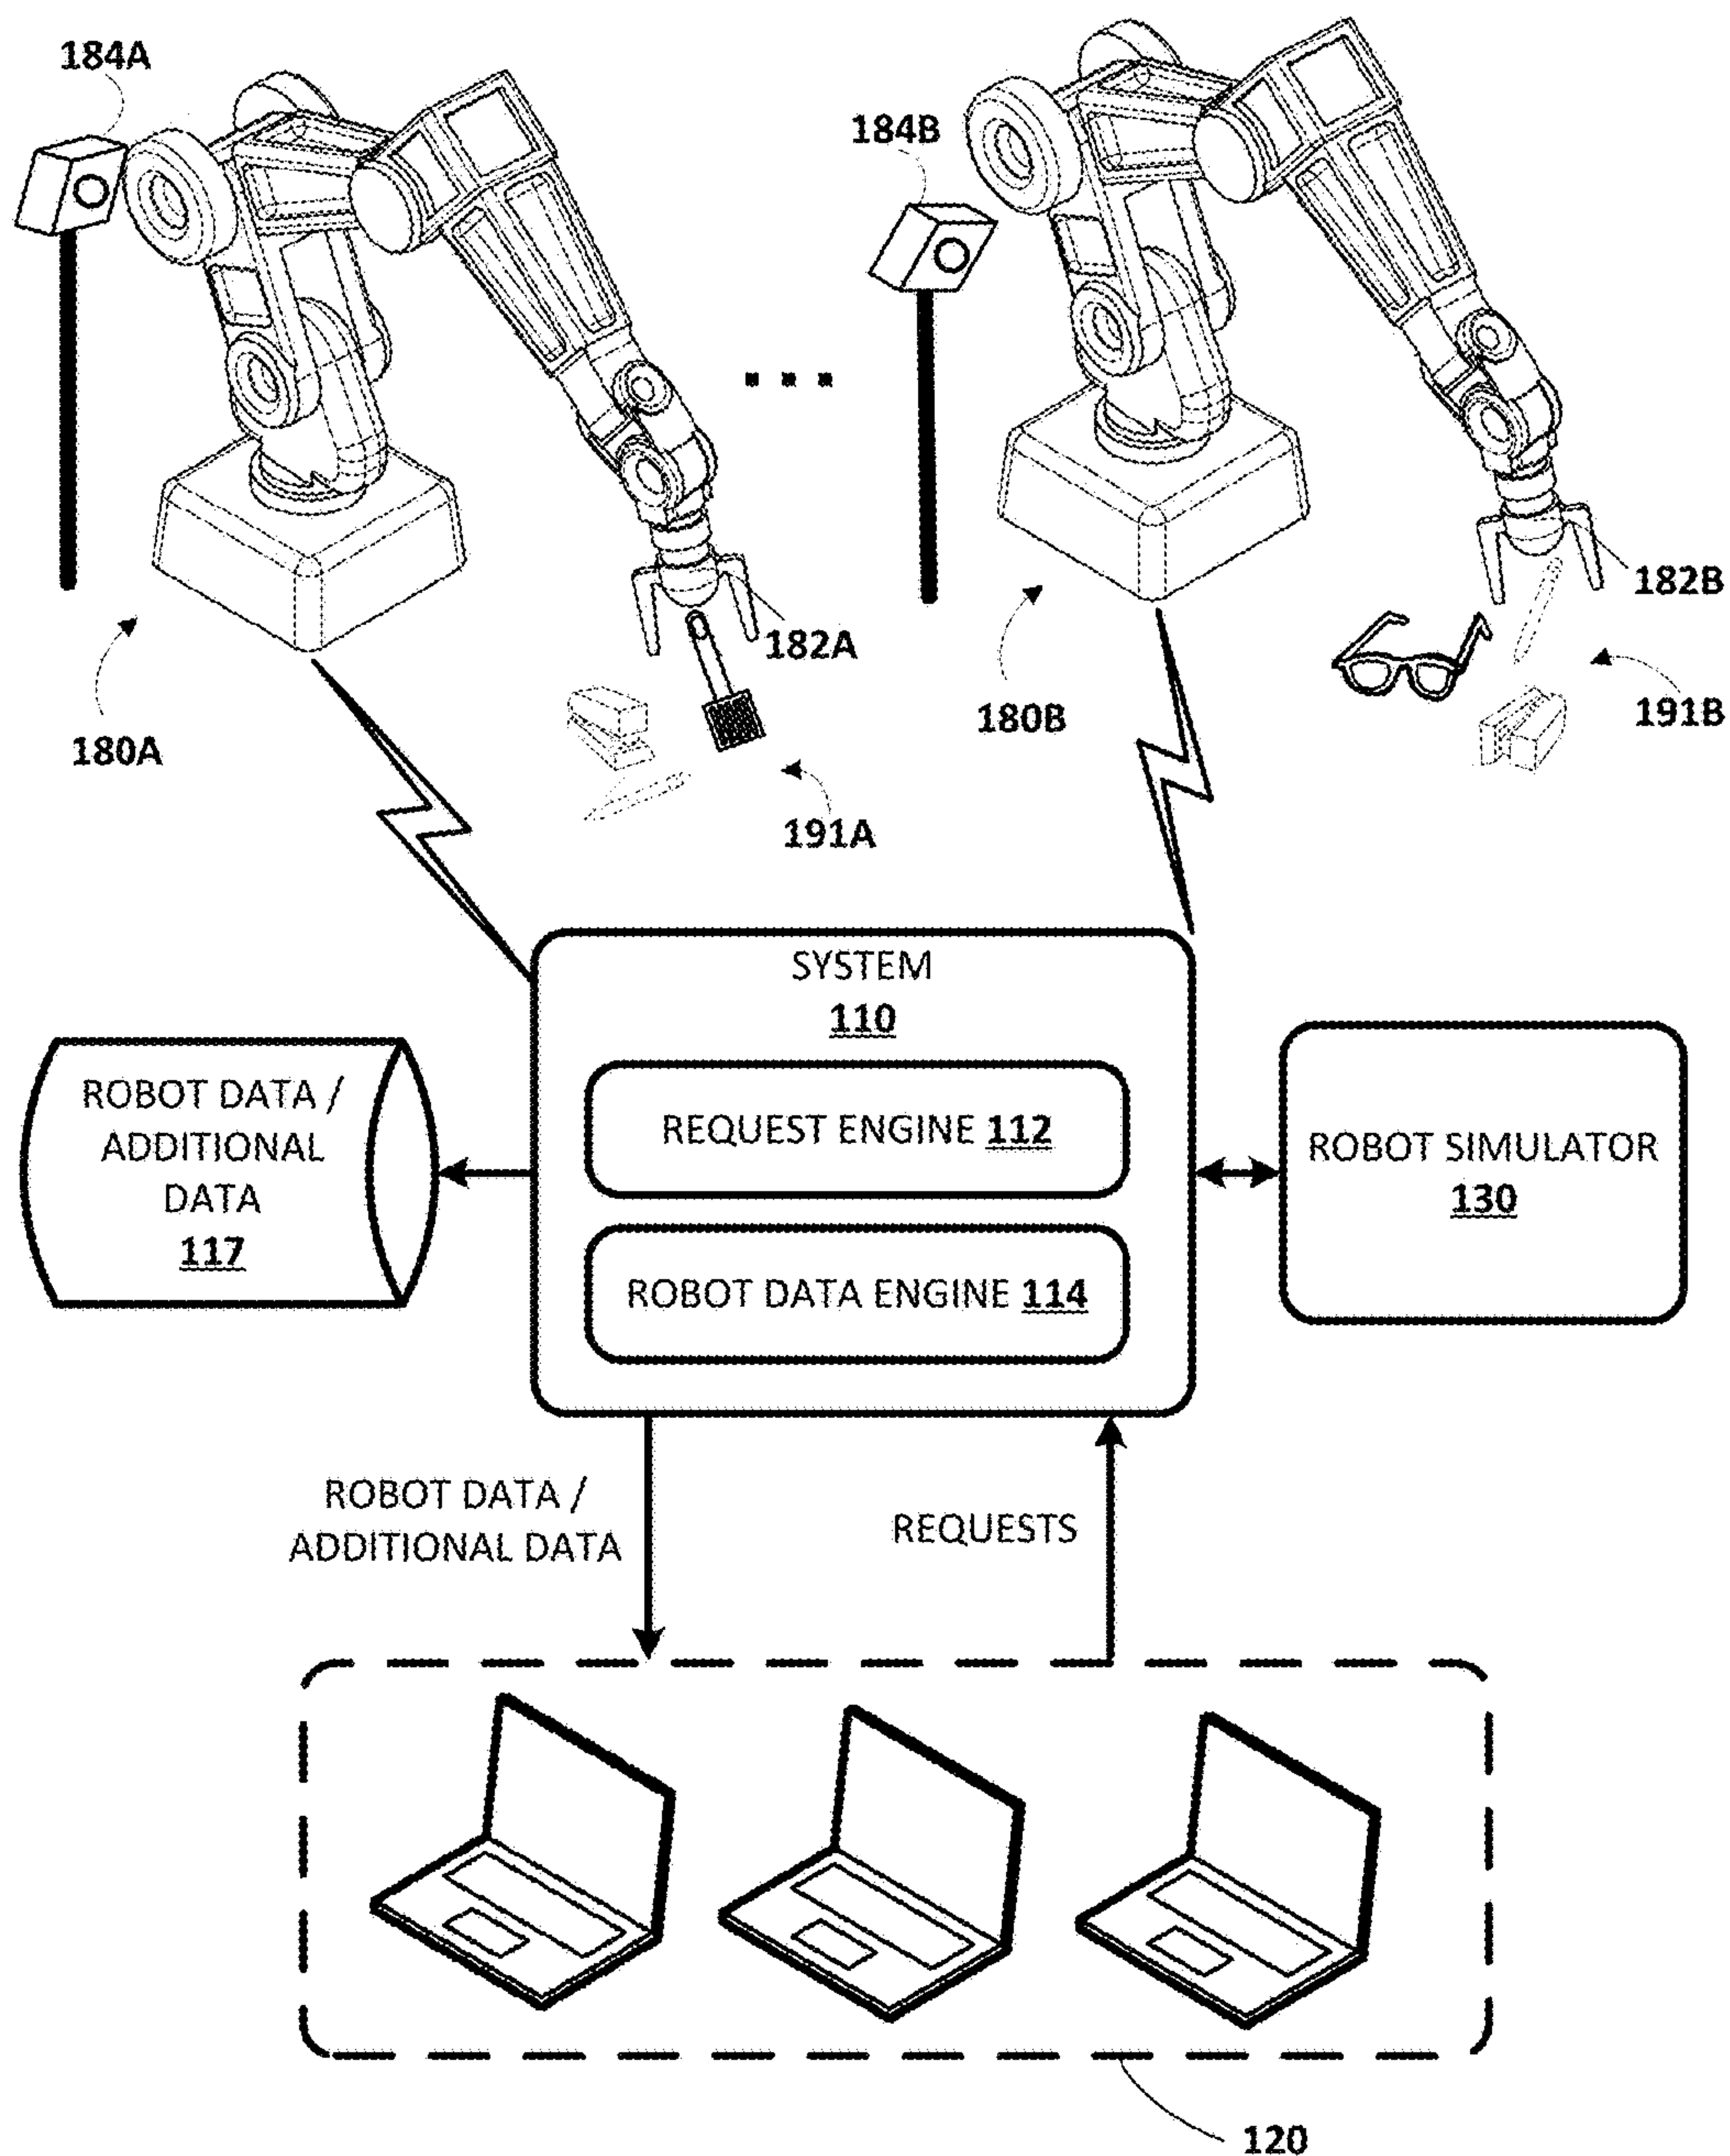 184A
184B
182A
182B
180A
180B
191B
191A
SYSTEM
110
ROBOT DATA /
ADDITIONAL
DATA
117
REQUEST ENGINE 112
ROBOT DATA ENGINE 114
ROBOT SIMULATOR
130
ROBOT DATA /
ADDITIONAL DATA
REQUESTS
120